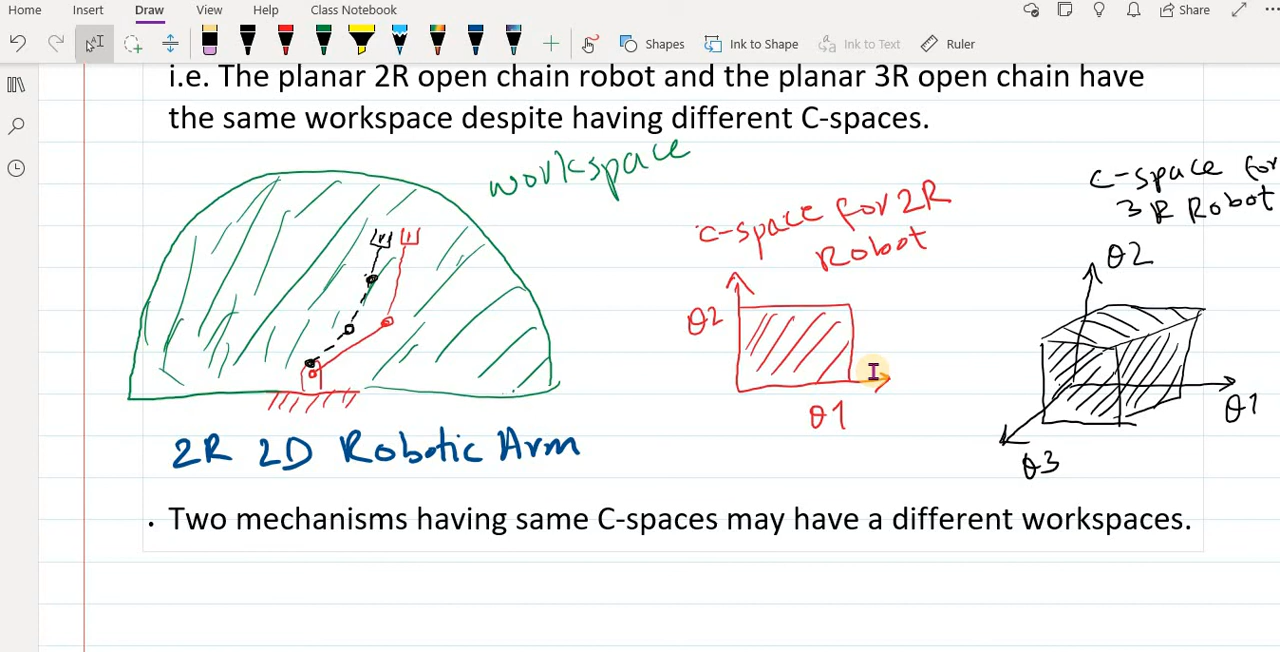 Home Insert Draw View Help Class Notebook Share
Shapes Ink to Shape Ink to Text Ruler
i.e. The planar 2R open chain robot and the planar 3R open chain have
the same workspace despite having different C-spaces.
workspace
c-space for 2R
Robot
θ2
θ1
c-space for
3R Robot
θ2
θ1
θ3
2R 2D Robotic Arm
. Two mechanisms having same C-spaces may have a different workspaces.